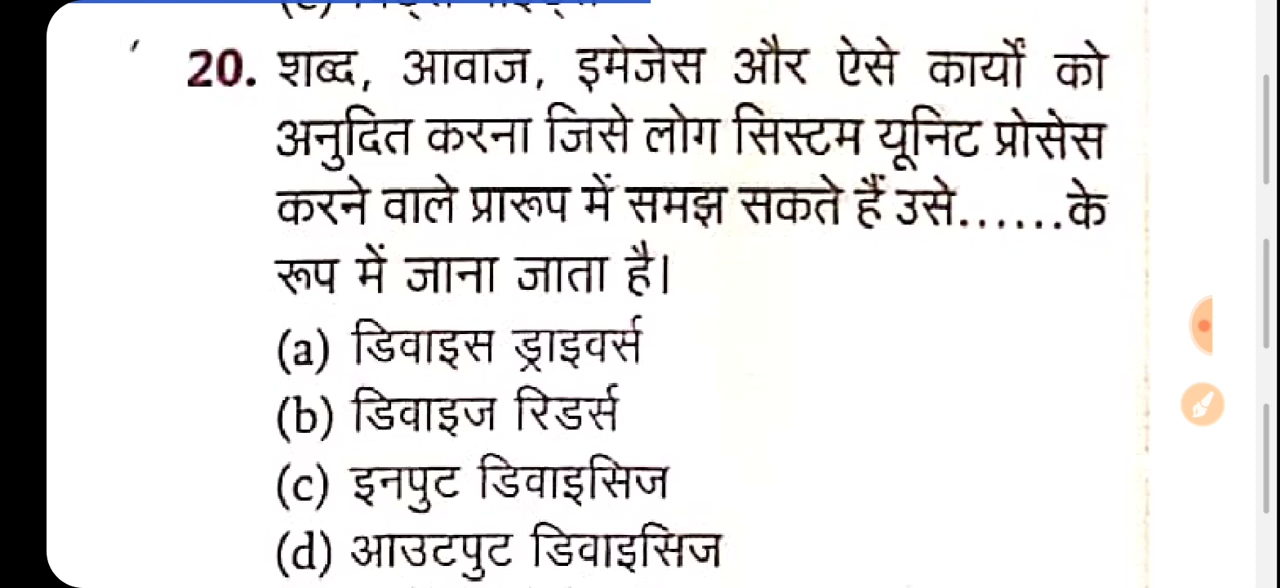 20. शब्द, आवाज, इमेजेस और ऐसे कार्यों को
अनुदित करना जिसे लोग सिस्टम यूनिट प्रोसेस
करने वाले प्रारूप में समझ सकते हैं उसे......के
रूप में जाना जाता है।
(a) डिवाइस ड्राइवर्स
(b) डिवाइज रिडर्स
(c) इनपुट डिवाइसिज
(d) आउटपुट डिवाइसिज